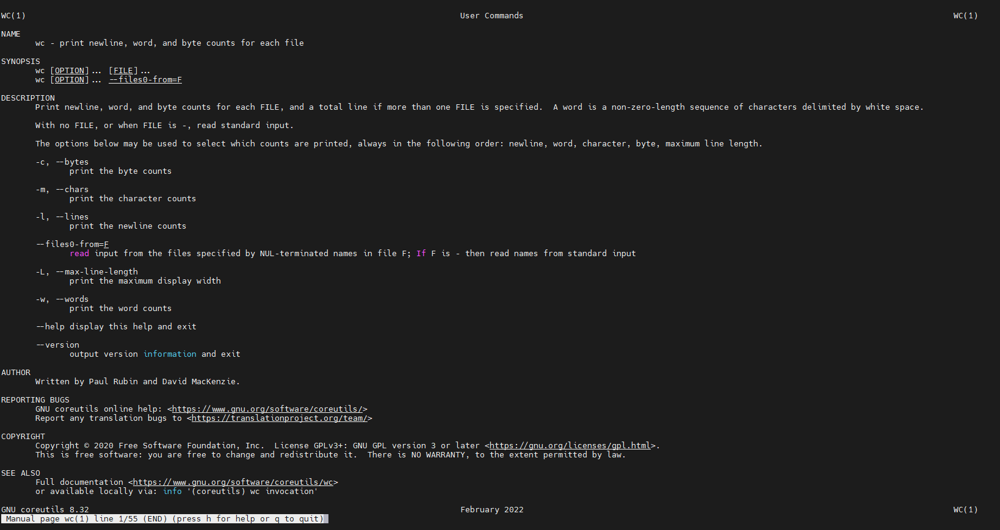 WC(1) User Commands WC(1)
NAME
wc - print newline, word, and byte counts for each file
SYNOPSIS
wc [OPTION]... [FILE]...
wc [OPTION]... --files0-from=F
DESCRIPTION
Print newline, word, and byte counts for each FILE, and a total line if more than one FILE is specified.  A word is a non-zero-length sequence of characters delimited by white space.
With no FILE, or when FILE is -, read standard input.
The options below may be used to select which counts are printed, always in the following order: newline, word, character, byte, maximum line length.
-c, --bytes
print the byte counts
-m, --chars
print the character counts
-l, --lines
print the newline counts
--files0-from=F
read input from the files specified by NUL-terminated names in file F; If F is - then read names from standard input
-L, --max-line-length
print the maximum display width
-w, --words
print the word counts
--help display this help and exit
--version
output version information and exit
AUTHOR
Written by Paul Rubin and David MacKenzie.
REPORTING BUGS
GNU coreutils online help: <https://www.gnu.org/software/coreutils/>
Report any translation bugs to <https://translationproject.org/team/>
COPYRIGHT
Copyright © 2020 Free Software Foundation, Inc.  License GPLv3+: GNU GPL version 3 or later <https://gnu.org/licenses/gpl.html>.
This is free software: you are free to change and redistribute it.  There is NO WARRANTY, to the extent permitted by law.
SEE ALSO
Full documentation <https://www.gnu.org/software/coreutils/wc>
or available locally via: info '(coreutils) wc invocation'
GNU coreutils 8.32 February 2022 WC(1)
Manual page wc(1) line 1/55 (END) (press h for help or q to quit)